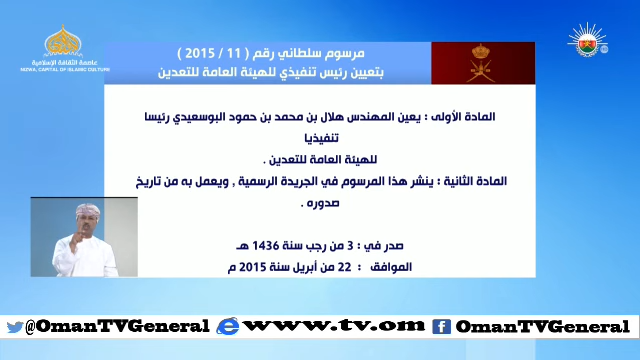 عاصمة الثقافة الإسلامية
NIZWA, CAPITAL OF ISLAMIC CULTURE
مرسوم سلطاني رقم ( 11 / 2015 )
بتعيين رئيس تنفيذي للهيئة العامة للتعدين
المادة الأولى : يعين المهندس هلال بن محمد بن حمود البوسعيدي رئيسا
تنفيذيا
للهيئة العامة للتعدين .
المادة الثانية : ينشر هذا المرسوم في الجريدة الرسمية , ويعمل به من تاريخ
صدوره .
صدر في : 3 من رجب سنة 1436 هـ
الموافق : 22 من أبريل سنة 2015 م
@OmanTVGeneral www.tv.om OmanTVGeneral